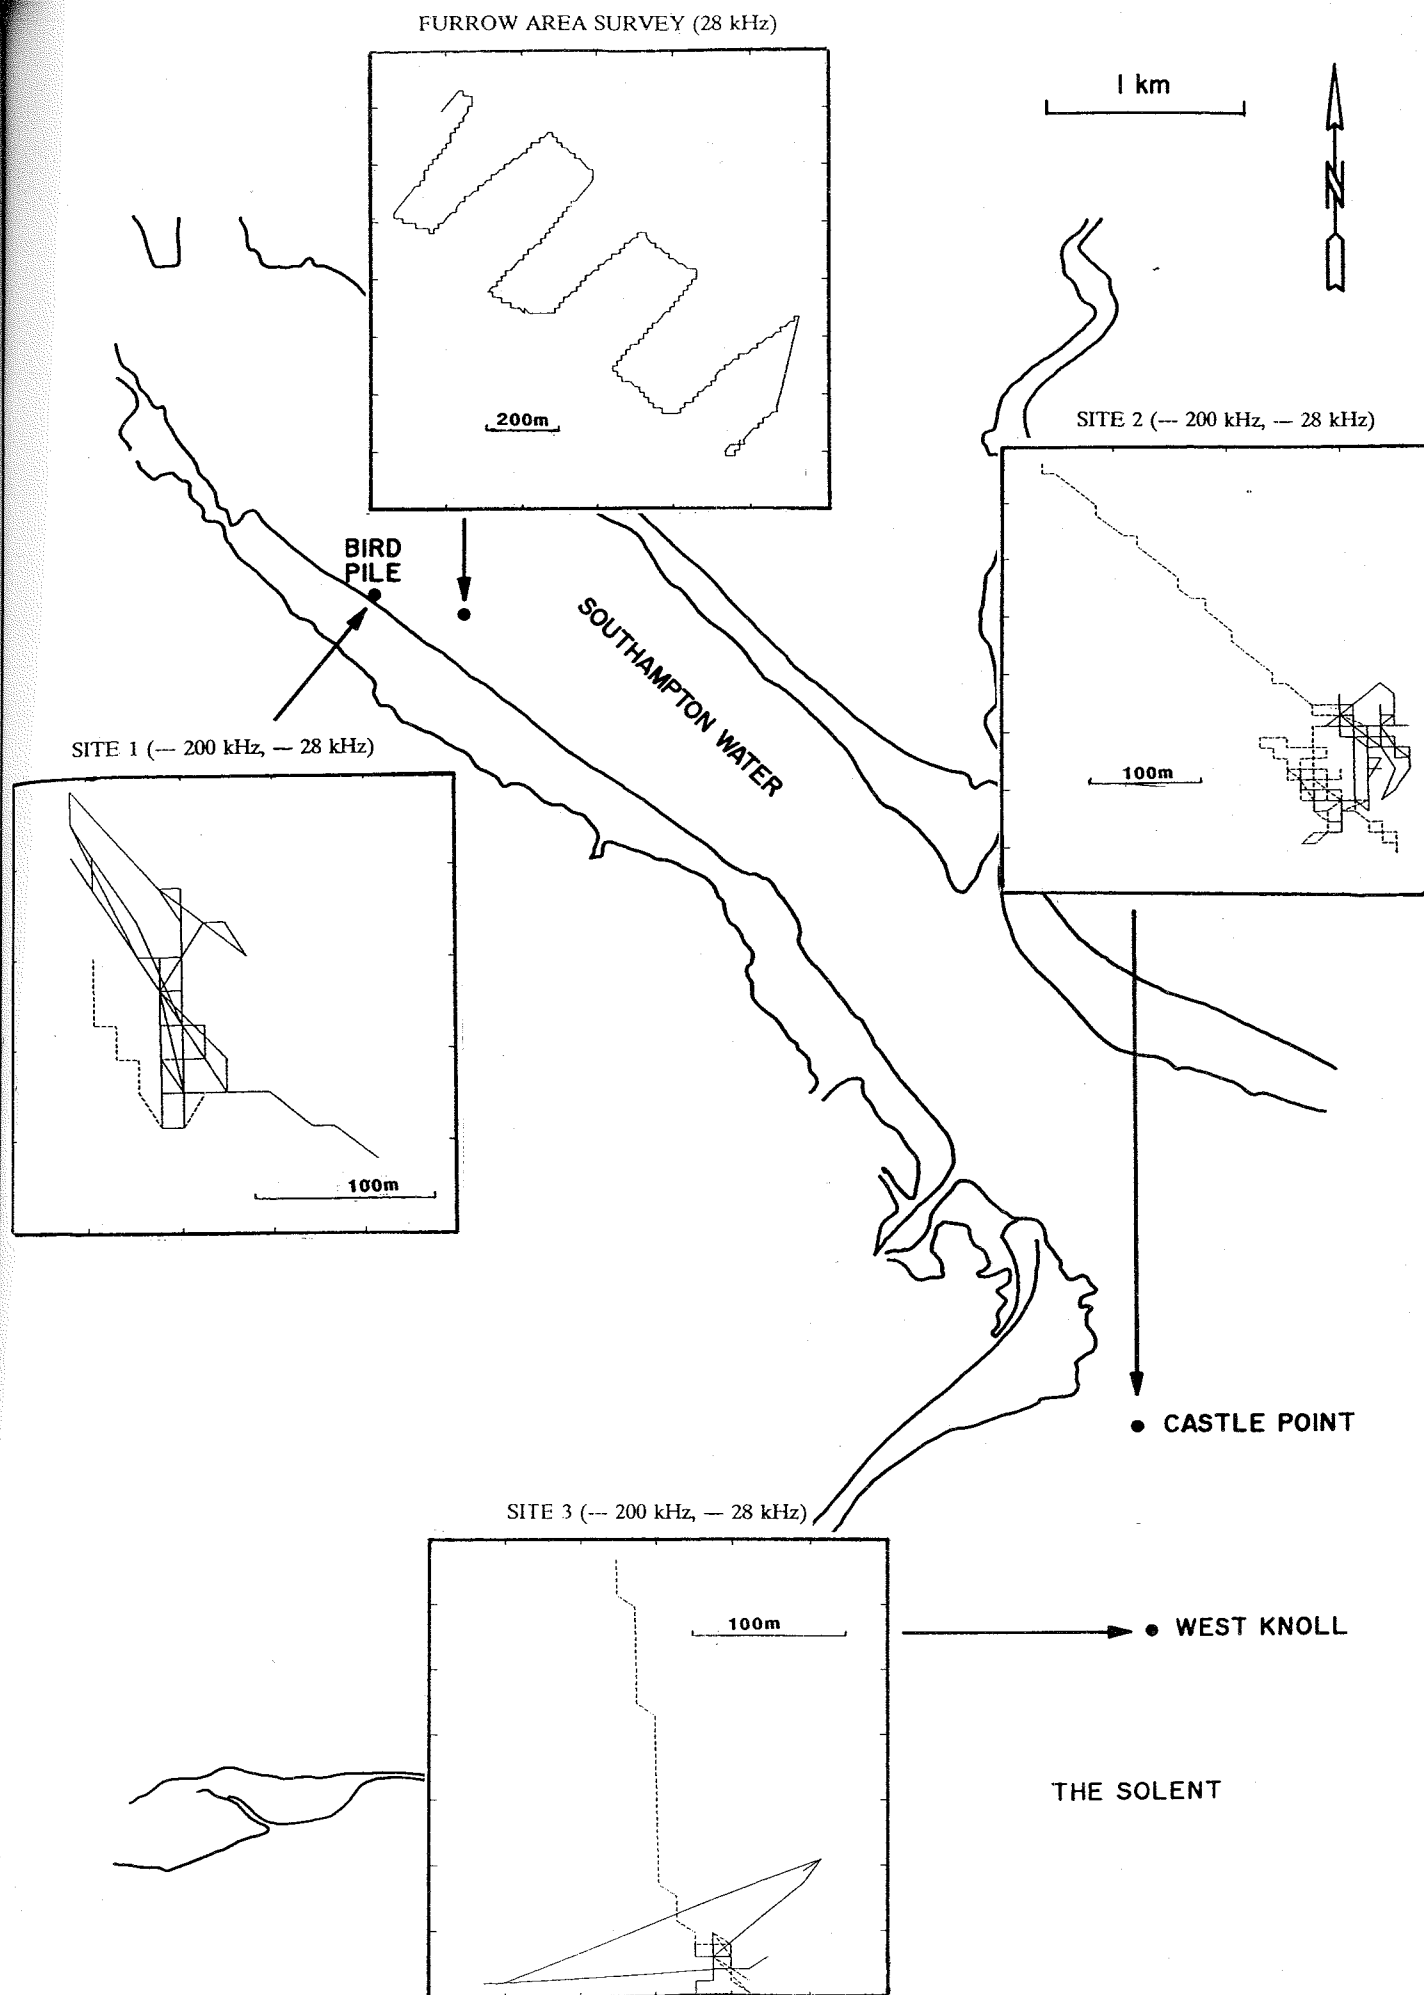 FURROW AREA SURVEY (28 kHz)
1 km
N
200m
SITE 2 (--- 200 kHz, — 28 kHz)
100m
BIRD
PILE
SOUTHAMPTON WATER
SITE 1 (--- 200 kHz, — 28 kHz)
100m
CASTLE POINT
SITE 3 (--- 200 kHz, — 28 kHz)
100m
WEST KNOLL
THE SOLENT